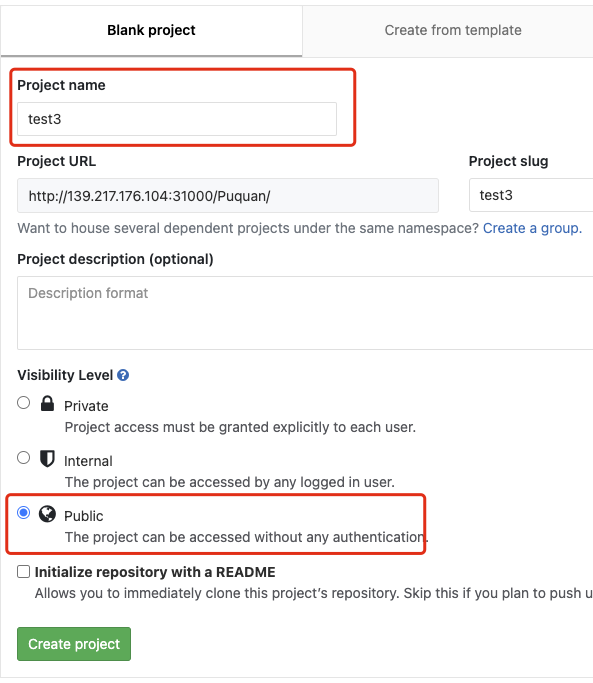 Blank project
Create from template
Project name
test3
Project URL
Project slug
http://139.217.176.104:31000/Puquan/
test3
Want to house several dependent projects under the same namespace? Create a group.
Project description (optional)
Description format
Visibility Level
Private
Project access must be granted explicitly to each user.
Internal
The project can be accessed by any logged in user.
Public
The project can be accessed without any authentication.
Initialize repository with a README
Allows you to immediately clone this project’s repository. Skip this if you plan to push u
Create project